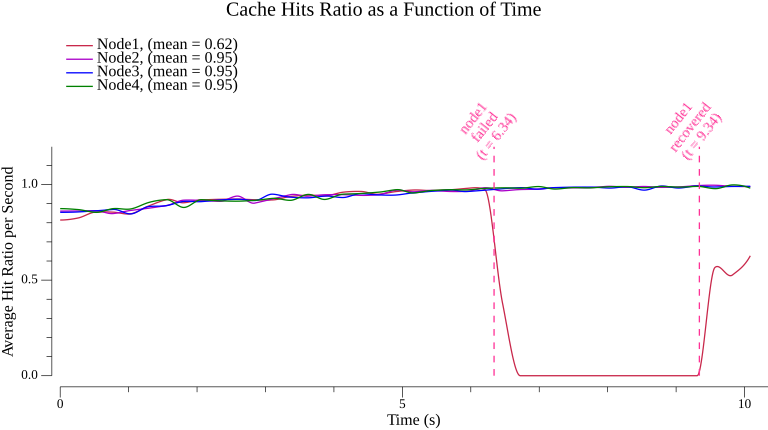 Cache Hits Ratio as a Function of Time
Node1, (mean = 0.62)
Node2, (mean = 0.95)
Node3, (mean = 0.95)
Node4, (mean = 0.95)
node1
failed
(t = 6.34)
node1
recovered
(t = 9.34)
Average Hit Ratio per Second
1.0
0.5
0.0
0
5
10
Time (s)